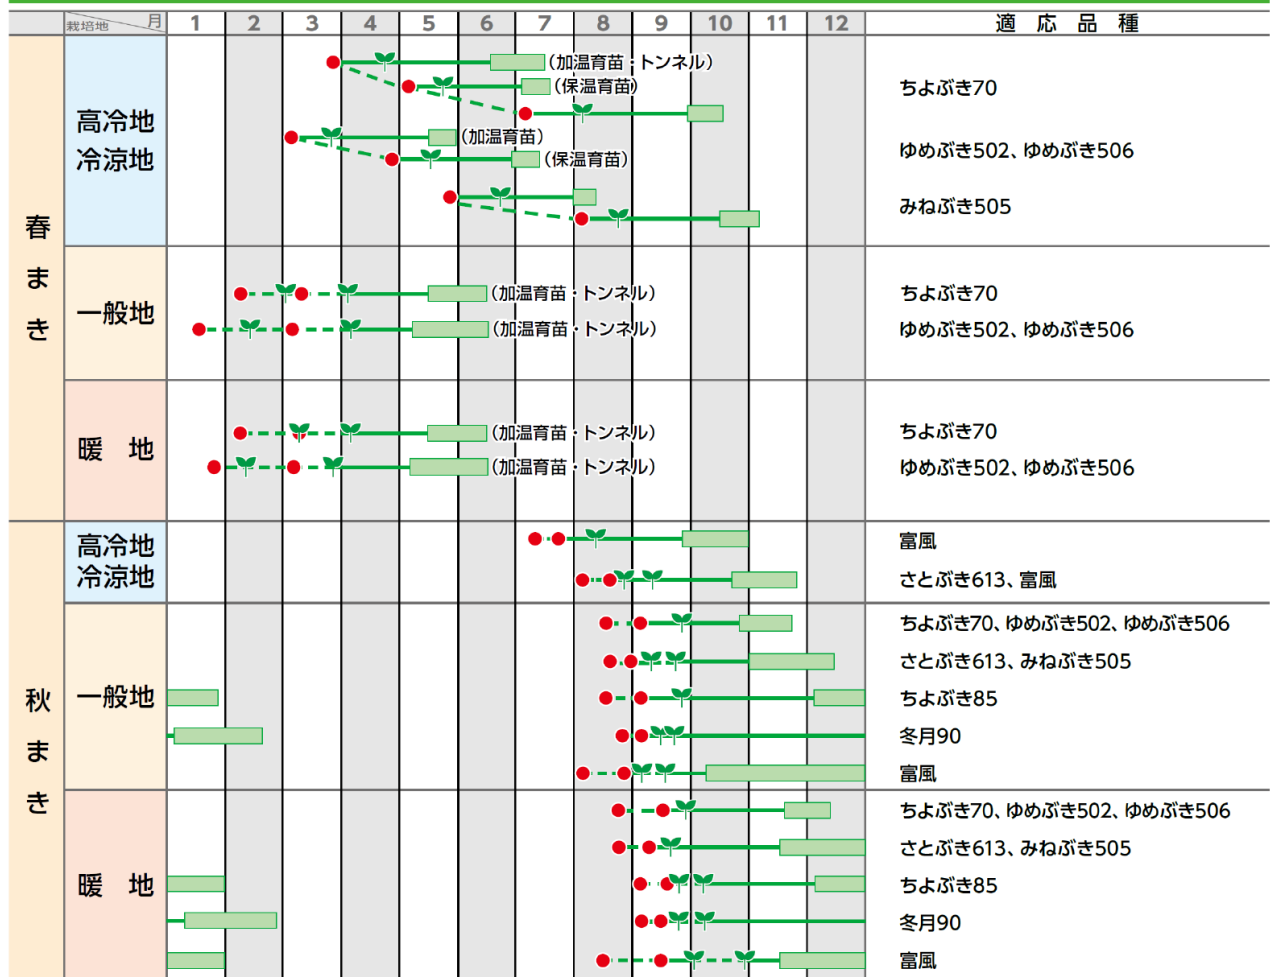 月
栽培地
1 2 3 4 5 6 7 8 9 10 11 12 適応品種
春まき
高冷地
冷涼地
(加温育苗・トンネル)
(保温育苗)
ちよぶき70
(加温育苗)
(保温育苗)
ゆめぶき502、ゆめぶき506
みねぶき505
一般地
(加温育苗・トンネル) ちよぶき70
(加温育苗・トンネル) ゆめぶき502、ゆめぶき506
暖地
(加温育苗・トンネル) ちよぶき70
(加温育苗・トンネル) ゆめぶき502、ゆめぶき506
秋まき
高冷地
冷涼地
富風
さとぶき613、富風
一般地
ちよぶき70、ゆめぶき502、ゆめぶき506
さとぶき613、みねぶき505
ちよぶき85
冬月90
富風
暖地
ちよぶき70、ゆめぶき502、ゆめぶき506
さとぶき613、みねぶき505
ちよぶき85
冬月90
富風